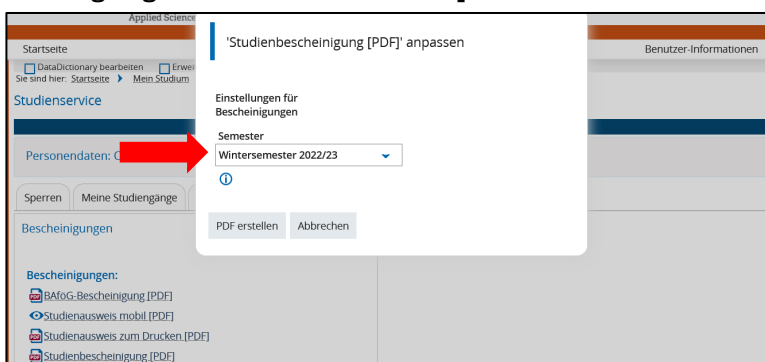 Applied Science
'Studienbescheinigung [PDF]' anpassen
Startseite
Benutzer-Informationen
DataDictionary bearbeiten
Sie sind hier: Startseite Mein Studium
Studienservice
Einstellungen für
Bescheinigungen
Semester
Personendaten:
Wintersemester 2022/23
Sperren Meine Studiengänge
Bescheinigungen
PDF erstellen Abbrechen
Bescheinigungen:
BAföG-Bescheinigung [PDF]
Studienausweis mobil [PDF]
Studienausweis zum Drucken [PDF]
Studienbescheinigung [PDF]